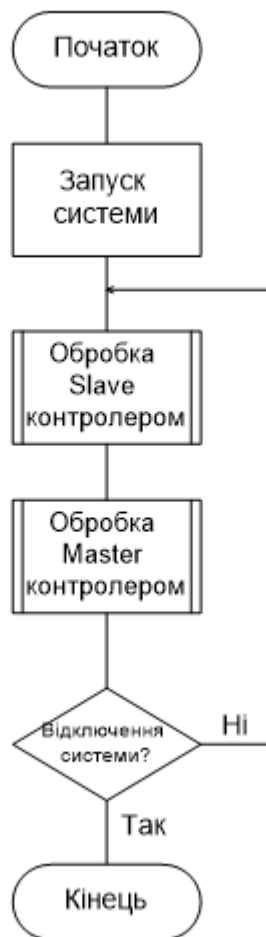 Початок
Запуск
системи
Обробка
Slave
контролером
Обробка
Master
контролером
Відключення
системи?
Ні
Так
Кінець